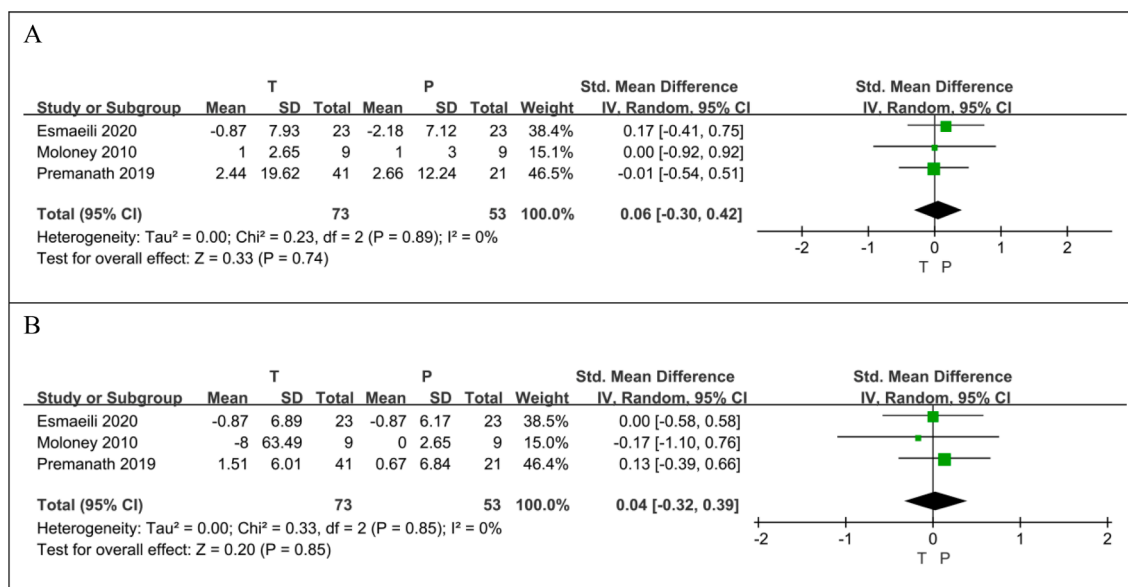 A
T P Std. Mean Difference Std. Mean Difference
Study or Subgroup Mean SD Total Mean SD Total Weight IV, Random, 95% CI IV, Random, 95% CI
Esmaeili 2020 -0.87 7.93 23 -2.18 7.12 23 38.4% 0.17 [-0.41, 0.75]
Moloney 2010 1 2.65 9 1 3 9 15.1% 0.00 [-0.92, 0.92]
Premanath 2019 2.44 19.62 41 2.66 12.24 21 46.5% -0.01 [-0.54, 0.51]
Total (95% CI) 73 53 100.0% 0.06 [-0.30, 0.42]
Heterogeneity: Tau² = 0.00; Chi² = 0.23, df = 2 (P = 0.89); I² = 0%
Test for overall effect: Z = 0.33 (P = 0.74)
-2 -1 0 1 2
T P
B
T P Std. Mean Difference Std. Mean Difference
Study or Subgroup Mean SD Total Mean SD Total Weight IV, Random, 95% CI IV, Random, 95% CI
Esmaeili 2020 -0.87 6.89 23 -0.87 6.17 23 38.5% 0.00 [-0.58, 0.58]
Moloney 2010 -8 63.49 9 0 2.65 9 15.0% -0.17 [-1.10, 0.76]
Premanath 2019 1.51 6.01 41 0.67 6.84 21 46.4% 0.13 [-0.39, 0.66]
Total (95% CI) 73 53 100.0% 0.04 [-0.32, 0.39]
Heterogeneity: Tau² = 0.00; Chi² = 0.33, df = 2 (P = 0.85); I² = 0%
Test for overall effect: Z = 0.20 (P = 0.85)
-2 -1 0 1 2
T P